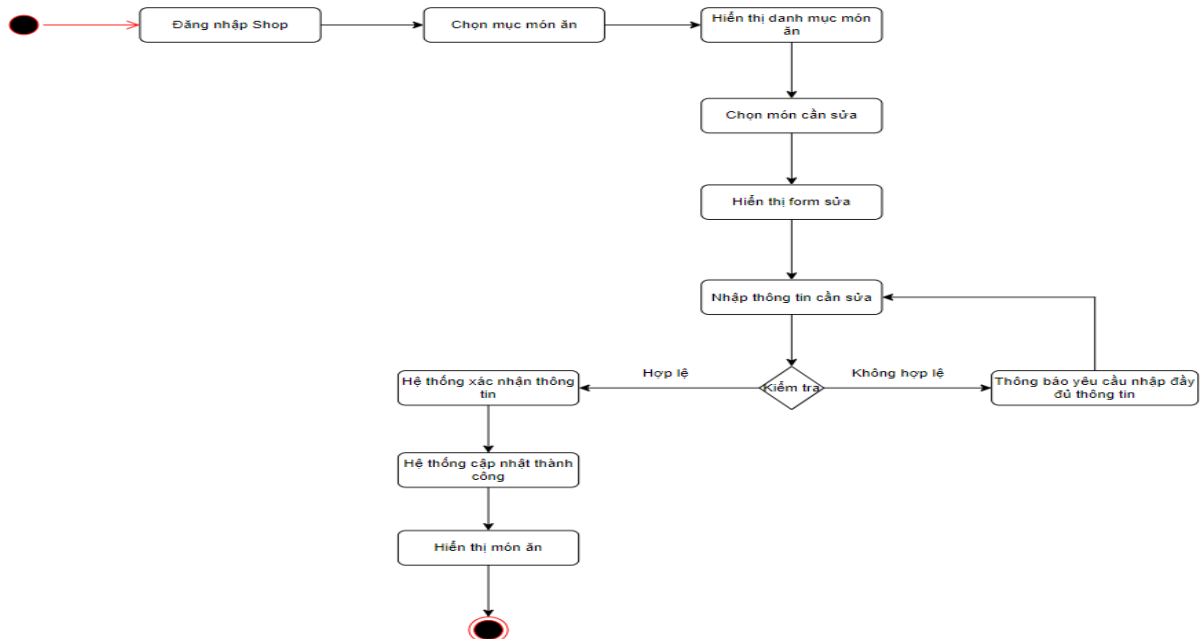 Đăng nhập Shop
Chọn mục món ăn
Hiển thị danh mục món
ăn
Chọn món cần sửa
Hiển thị form sửa
Nhập thông tin cần sửa
Hợp lệ
Không hợp lệ
Hệ thống xác nhận thông
tin
Kiểm tra
Thông báo yêu cầu nhập đầy
đủ thông tin
Hệ thống cập nhật thành
công
Hiển thị món ăn